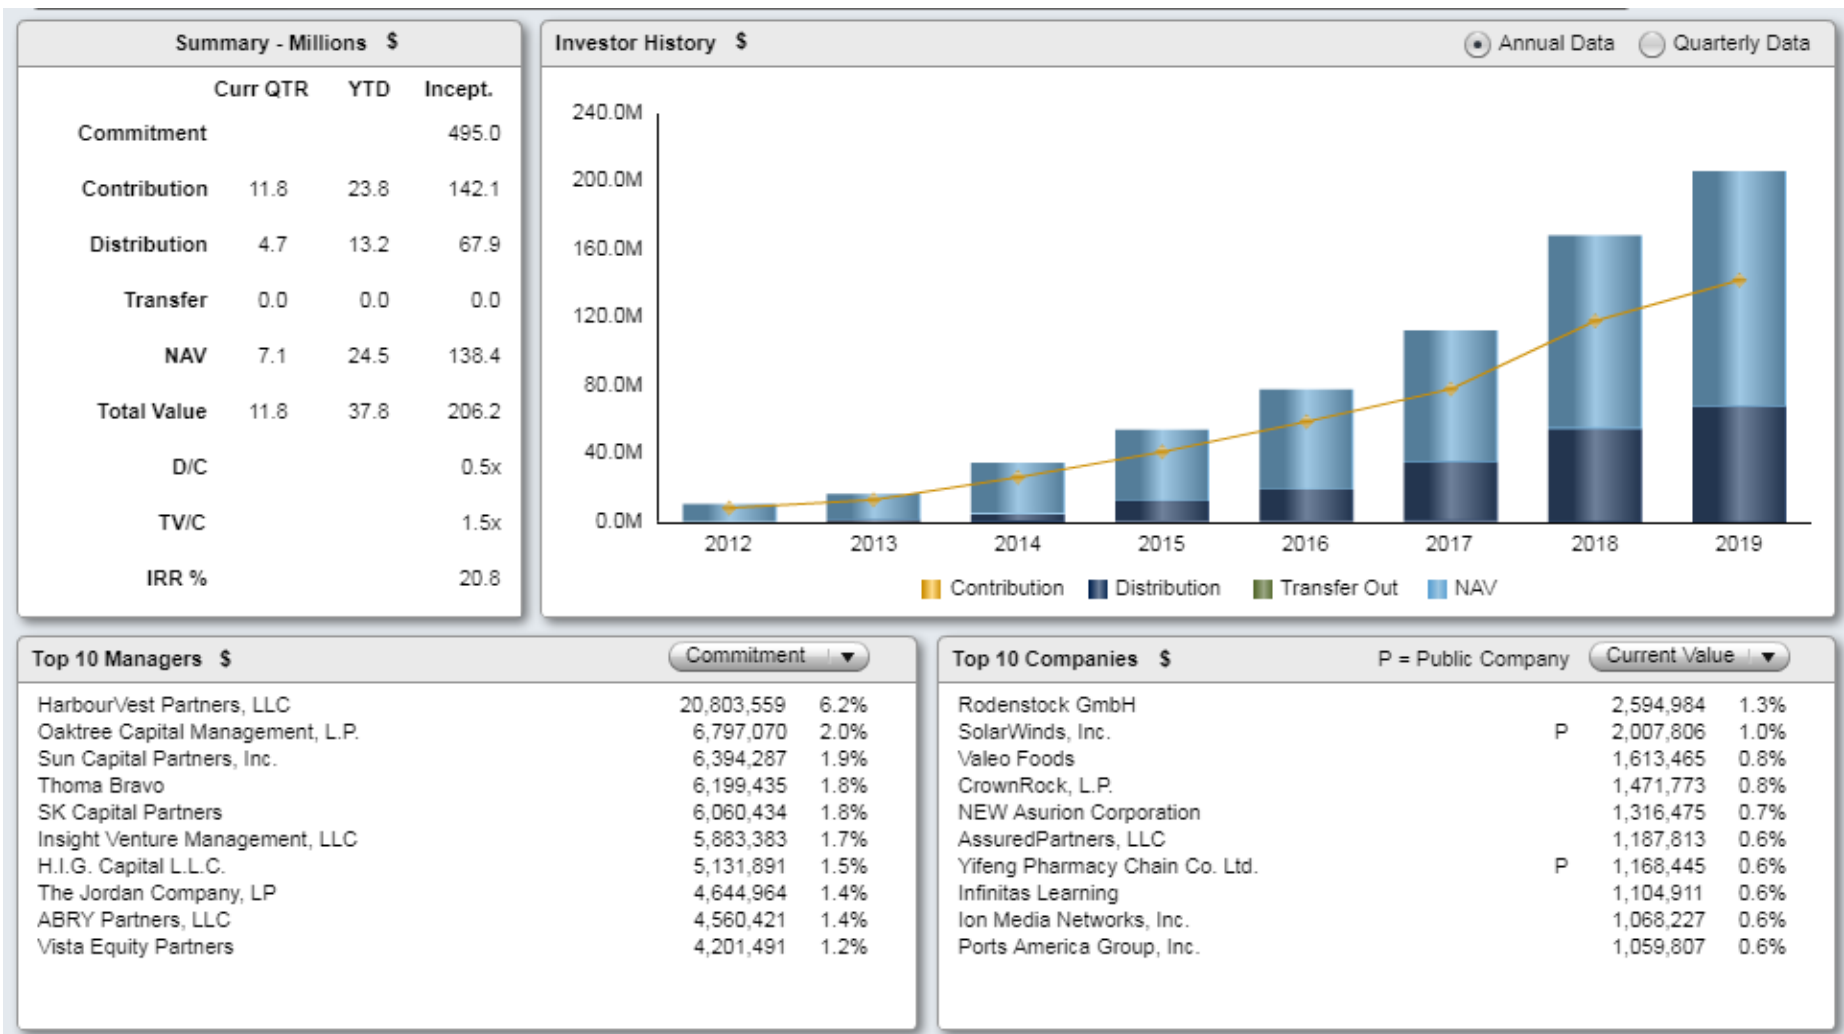 Summary - Millions $
Curr QTR YTD Incept.
Commitment 495.0
Contribution 11.8 23.8 142.1
Distribution 4.7 13.2 67.9
Transfer 0.0 0.0 0.0
NAV 7.1 24.5 138.4
Total Value 11.8 37.8 206.2
D/C 0.5x
TV/C 1.5x
IRR % 20.8
Investor History $ Annual Data Quarterly Data
240.0M
200.0M
160.0M
120.0M
80.0M
40.0M
0.0M
2012 2013 2014 2015 2016 2017 2018 2019
Contribution Distribution Transfer Out NAV
Top 10 Managers $ Commitment
HarbourVest Partners, LLC 20,803,559 6.2%
Oaktree Capital Management, L.P. 6,797,070 2.0%
Sun Capital Partners, Inc. 6,394,287 1.9%
Thoma Bravo 6,199,435 1.8%
SK Capital Partners 6,060,434 1.8%
Insight Venture Management, LLC 5,883,383 1.7%
H.I.G. Capital L.L.C. 5,131,891 1.5%
The Jordan Company, LP 4,644,964 1.4%
ABRY Partners, LLC 4,560,421 1.4%
Vista Equity Partners 4,201,491 1.2%
Top 10 Companies $ P = Public Company Current Value
Rodenstock GmbH 2,594,984 1.3%
SolarWinds, Inc. P 2,007,806 1.0%
Valeo Foods 1,613,465 0.8%
CrownRock, L.P. 1,471,773 0.8%
NEW Asurion Corporation 1,316,475 0.7%
AssuredPartners, LLC 1,187,813 0.6%
Yifeng Pharmacy Chain Co. Ltd. P 1,168,445 0.6%
Infinitas Learning 1,104,911 0.6%
Ion Media Networks, Inc. 1,068,227 0.6%
Ports America Group, Inc. 1,059,807 0.6%